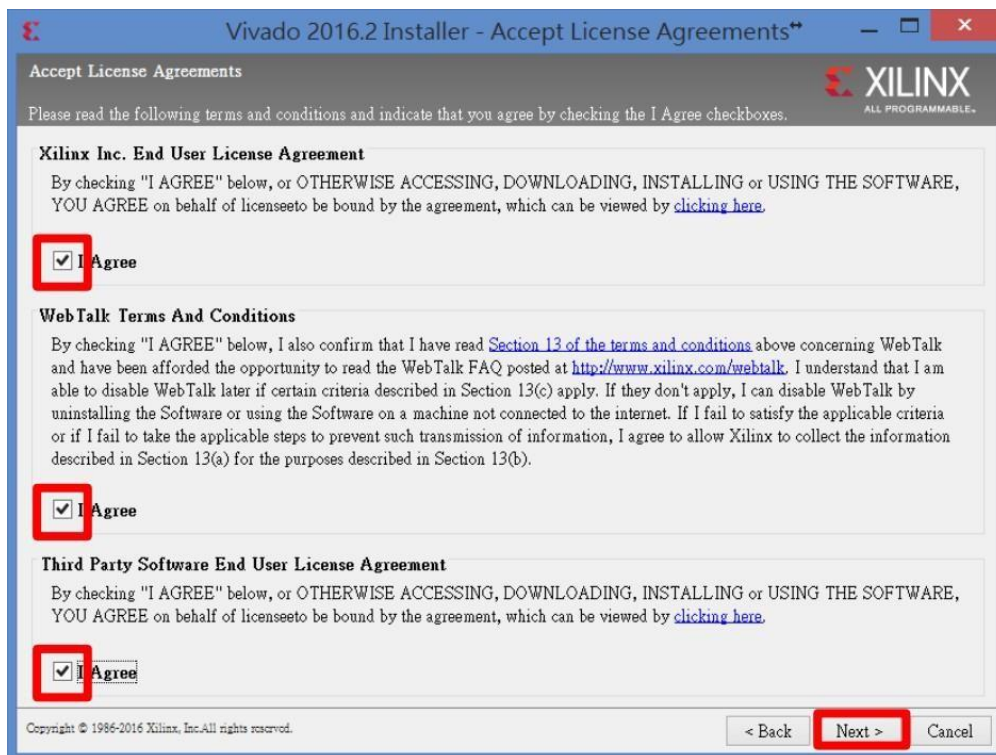 Vivado 2016.2 Installer - Accept License Agreements
Accept License Agreements
XILINX
ALL PROGRAMMABLE.
Please read the following terms and conditions and indicate that you agree by checking the I Agree checkboxes.
Xilinx Inc. End User License Agreement
By checking "I AGREE" below, or OTHERWISE ACCESSING, DOWNLOADING, INSTALLING or USING THE SOFTWARE,
YOU AGREE on behalf of licenseeto be bound by the agreement, which can be viewed by clicking here.
I Agree
WebTalk Terms And Conditions
By checking "I AGREE" below, I also confirm that I have read Section 13 of the terms and conditions above concerning WebTalk
and have been afforded the opportunity to read the WebTalk FAQ posted at http://www.xilinx.com/webtalk. I understand that I am
able to disable WebTalk later if certain criteria described in Section 13(c) apply. If they don't apply, I can disable WebTalk by
uninstalling the Software or using the Software on a machine not connected to the internet. If I fail to satisfy the applicable criteria
or if I fail to take the applicable steps to prevent such transmission of information, I agree to allow Xilinx to collect the information
described in Section 13(a) for the purposes described in Section 13(b).
I Agree
Third Party Software End User License Agreement
By checking "I AGREE" below, or OTHERWISE ACCESSING, DOWNLOADING, INSTALLING or USING THE SOFTWARE,
YOU AGREE on behalf of licenseeto be bound by the agreement, which can be viewed by clicking here.
I Agree
Copyright © 1986-2016 Xilinx, Inc.All rights reserved.
< Back
Next >
Cancel